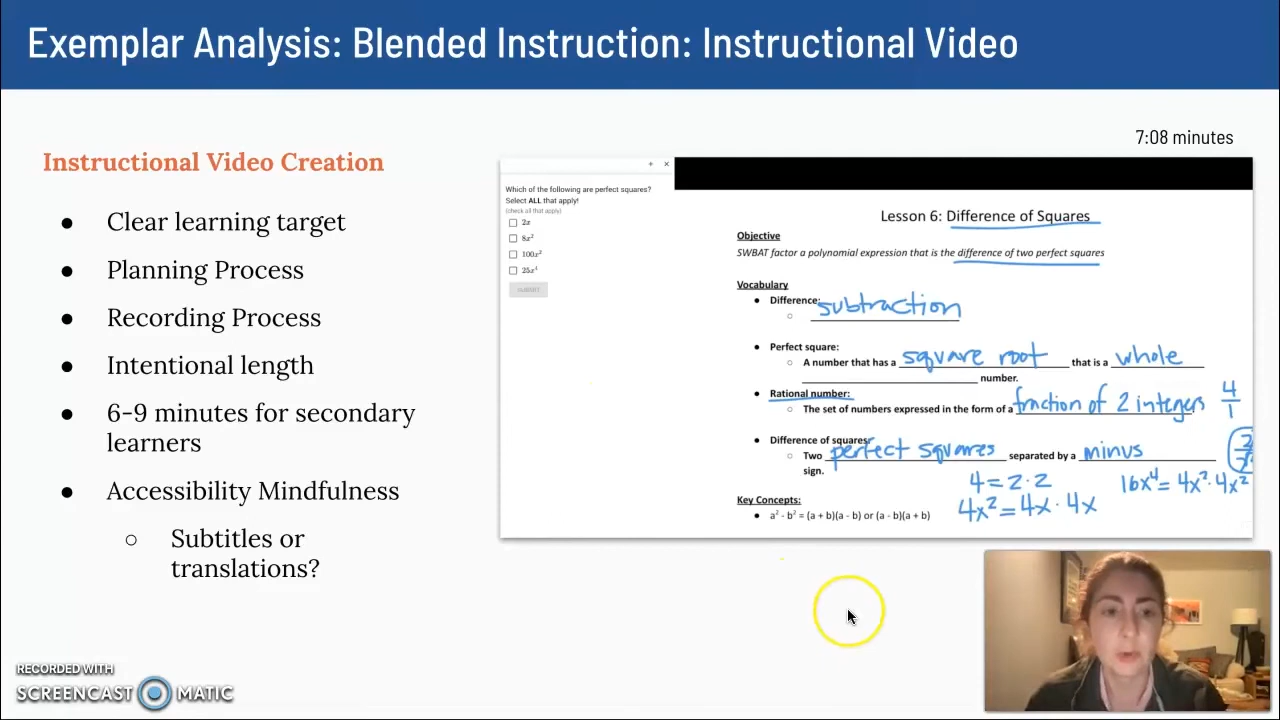 Exemplar Analysis: Blended Instruction: Instructional Video
7:08 minutes
Instructional Video Creation
● Clear learning target
● Planning Process
● Recording Process
● Intentional length
● 6-9 minutes for secondary
learners
● Accessibility Mindfulness
○ Subtitles or
translations?
Which of the following are perfect squares?
Select ALL that apply!
(check all that apply)
2x
8x²
100x²
25x⁴
SUBMIT
Lesson 6: Difference of Squares
Objective
SWBAT factor a polynomial expression that is the difference of two perfect squares
Vocabulary
● Difference:
○ subtraction
● Perfect square:
○ A number that has a square root that is a whole
number.
● Rational number:
○ The set of numbers expressed in the form of a fraction of 2 integers 4/1
● Difference of squares:
○ Two perfect squares separated by a minus
sign.
4 = 2 · 2
16x⁴ = 4x² · 4x²
4x² = 4x · 4x
Key Concepts:
● a² - b² = (a + b)(a - b) or (a - b)(a + b)
RECORDED WITH
SCREENCAST MATIC